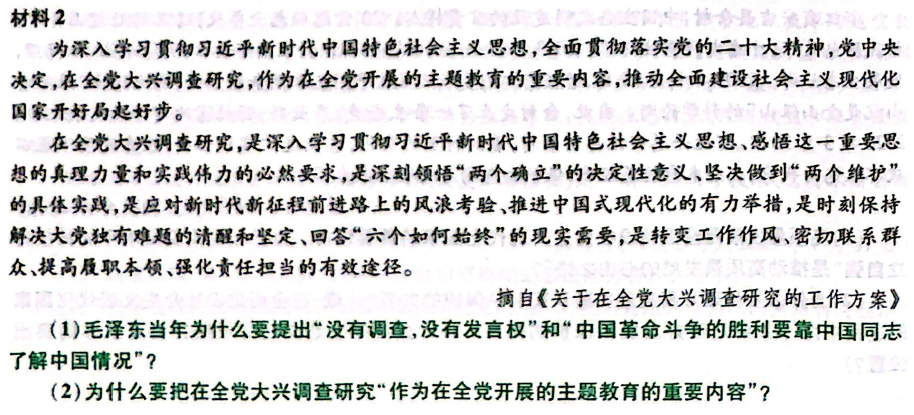 材料2
为深入学习贯彻习近平新时代中国特色社会主义思想,全面贯彻落实党的二十大精神,党中央
决定,在全党大兴调查研究,作为在全党开展的主题教育的重要内容,推动全面建设社会主义现代化
国家开好局起好步。
在全党大兴调查研究,是深入学习贯彻习近平新时代中国特色社会主义思想、感悟这一重要思
想的真理力量和实践伟力的必然要求,是深刻领悟“两个确立”的决定性意义、坚决做到“两个维护”
的具体实践,是应对新时代新征程前进路上的风浪考验、推进中国式现代化的有力举措,是时刻保持
解决大党独有难题的清醒和坚定、回答“六个如何始终”的现实需要,是转变工作作风、密切联系群
众、提高履职本领、强化责任担当的有效途径。
摘自《关于在全党大兴调查研究的工作方案》
(1)毛泽东当年为什么要提出“没有调查,没有发言权”和“中国革命斗争的胜利要靠中国同志
了解中国情况”?
(2)为什么要把在全党大兴调查研究“作为在全党开展的主题教育的重要内容”?